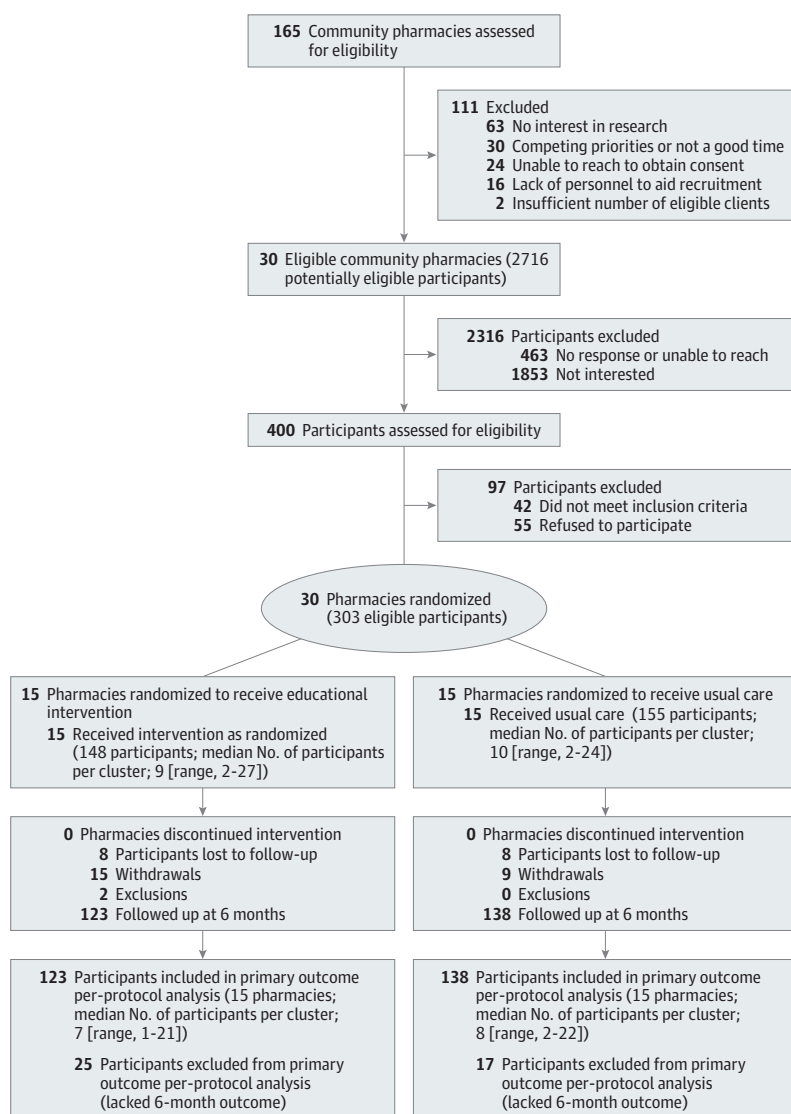 165 Community pharmacies assessed
for eligibility
111 Excluded
63 No interest in research
30 Competing priorities or not a good time
24 Unable to reach to obtain consent
16 Lack of personnel to aid recruitment
2 Insufficient number of eligible clients
30 Eligible community pharmacies (2716
potentially eligible participants)
2316 Participants excluded
463 No response or unable to reach
1853 Not interested
400 Participants assessed for eligibility
97 Participants excluded
42 Did not meet inclusion criteria
55 Refused to participate
30 Pharmacies randomized
(303 eligible participants)
15 Pharmacies randomized to receive educational
intervention
15 Received intervention as randomized
(148 participants; median No. of participants
per cluster; 9 [range, 2-27])
15 Pharmacies randomized to receive usual care
15 Received usual care (155 participants;
median No. of participants per cluster;
10 [range, 2-24])
0 Pharmacies discontinued intervention
8 Participants lost to follow-up
15 Withdrawals
2 Exclusions
123 Followed up at 6 months
0 Pharmacies discontinued intervention
8 Participants lost to follow-up
9 Withdrawals
0 Exclusions
138 Followed up at 6 months
123 Participants included in primary outcome
per-protocol analysis (15 pharmacies;
median No. of participants per cluster;
7 [range, 1-21])
25 Participants excluded from primary
outcome per-protocol analysis
(lacked 6-month outcome)
138 Participants included in primary outcome
per-protocol analysis (15 pharmacies;
median No. of participants per cluster;
8 [range, 2-22])
17 Participants excluded from primary
outcome per-protocol analysis
(lacked 6-month outcome)